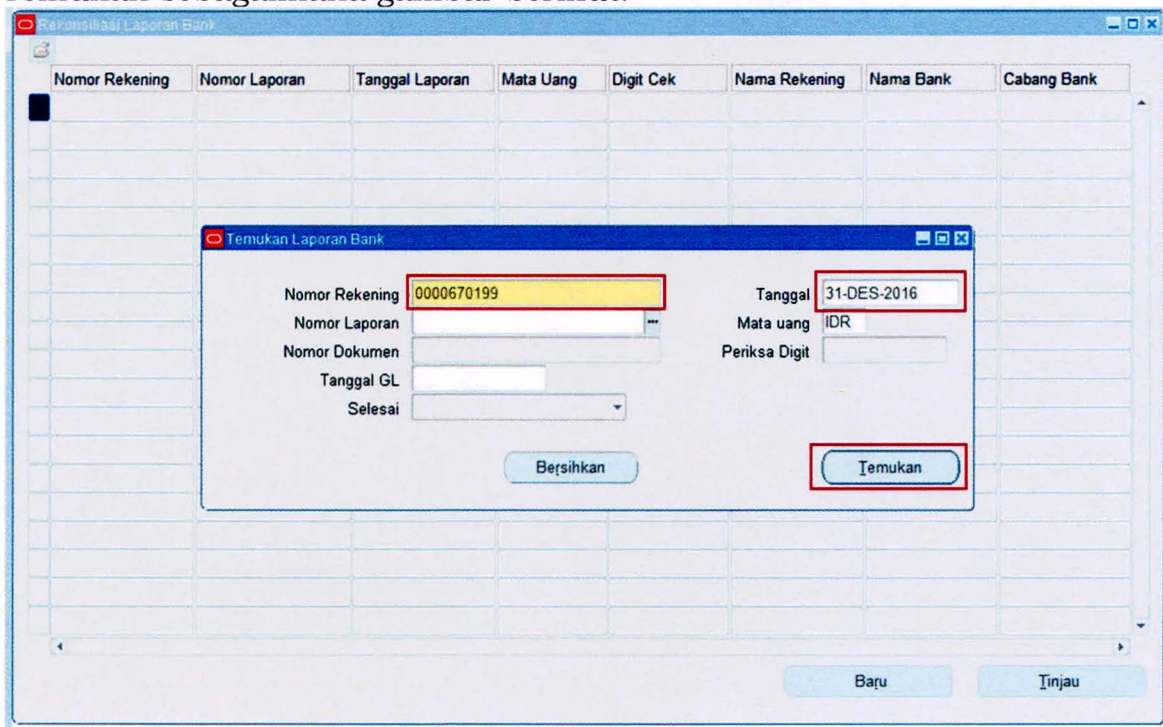 Rekonsiliasi Laporan Bank
Nomor Rekening Nomor Laporan Tanggal Laporan Mata Uang Digit Cek Nama Rekening Nama Bank Cabang Bank
Temukan Laporan Bank
Nomor Rekening 0000670199 Tanggal 31-DES-2016
Nomor Laporan Mata uang IDR
Nomor Dokumen Periksa Digit
Tanggal GL
Selesai
Bersihkan Temukan
Baru Tinjau